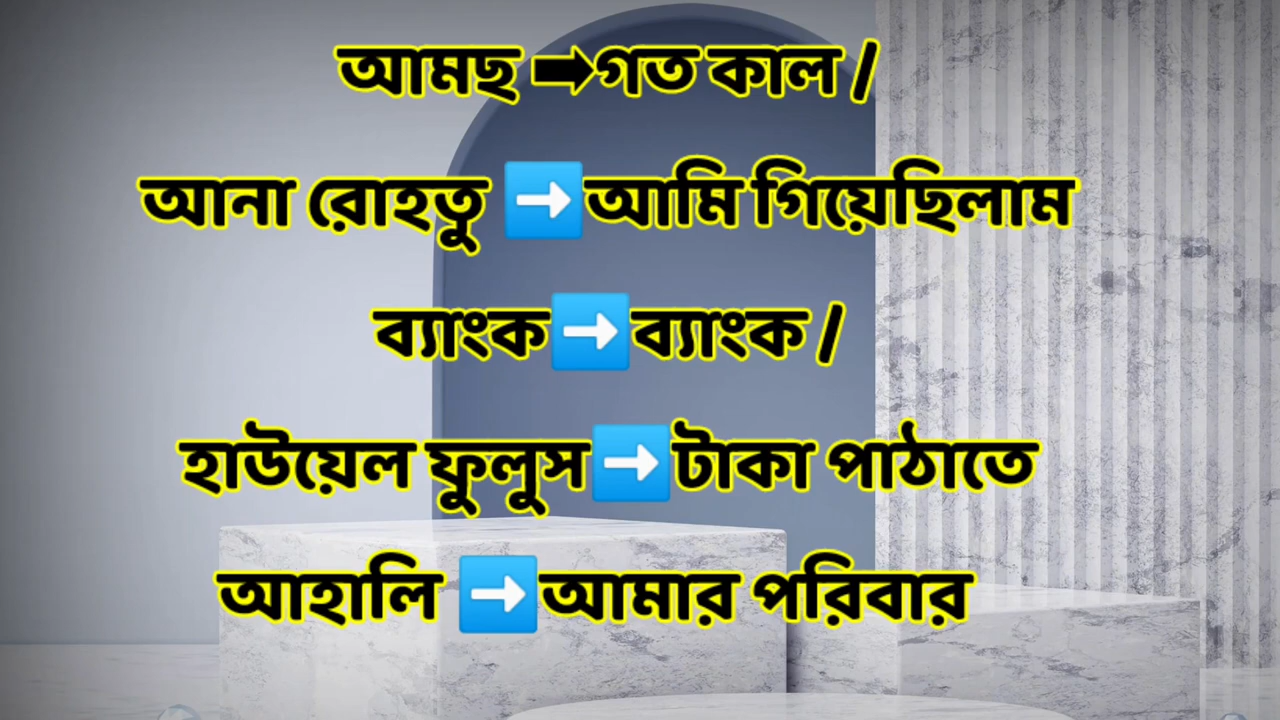 আমছ ➡গত কাল /
আনা রোহতু ➡️আমি গিয়েছিলাম
ব্যাংক➡️ব্যাংক /
হাউয়েল ফুলুস➡️টাকা পাঠাতে
আহালি ➡️আমার পরিবার